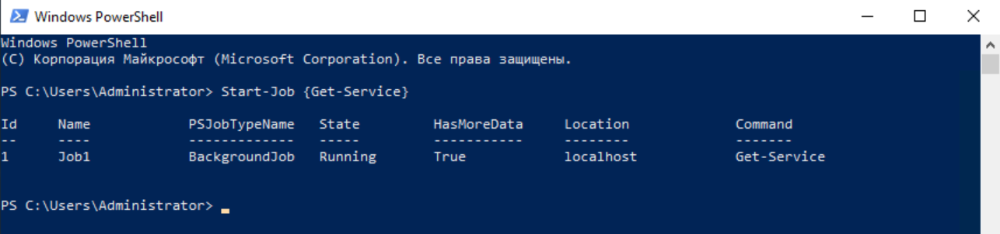 Windows PowerShell
Windows PowerShell
(C) Корпорация Майкрософт (Microsoft Corporation). Все права защищены.
PS C:\Users\Administrator> Start-Job {Get-Service}
Id     Name            PSJobTypeName   State         HasMoreData     Location             Command
--     ----            -------------   -----         -----------     --------             -------
1      Job1            BackgroundJob   Running       True            localhost            Get-Service
PS C:\Users\Administrator>